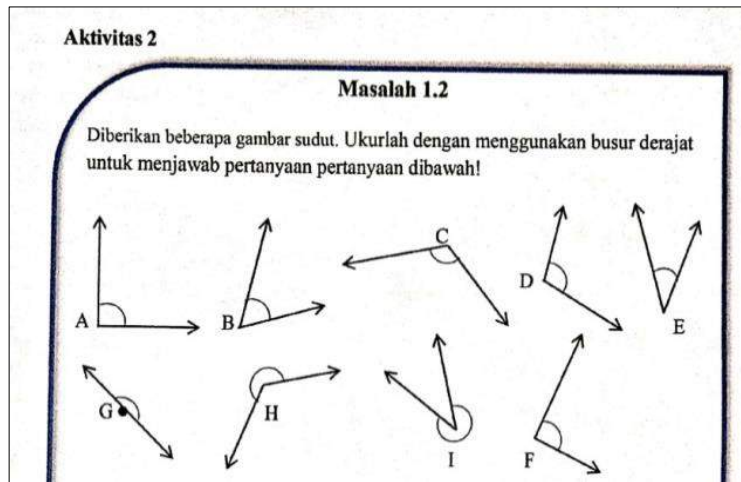 Aktivitas 2
Masalah 1.2
Diberikan beberapa gambar sudut. Ukurlah dengan menggunakan busur derajat
untuk menjawab pertanyaan pertanyaan dibawah!
A
B
C
D
E
G
H
I
F